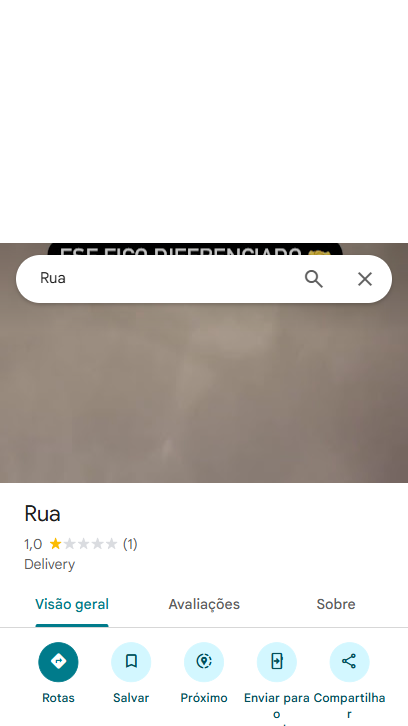 ESE FICO DIFERENCIADO
Rua
Rua
1,0 (1)
Delivery
Visão geral Avaliações Sobre
Rotas Salvar Próximo Enviar para o Compartilhar